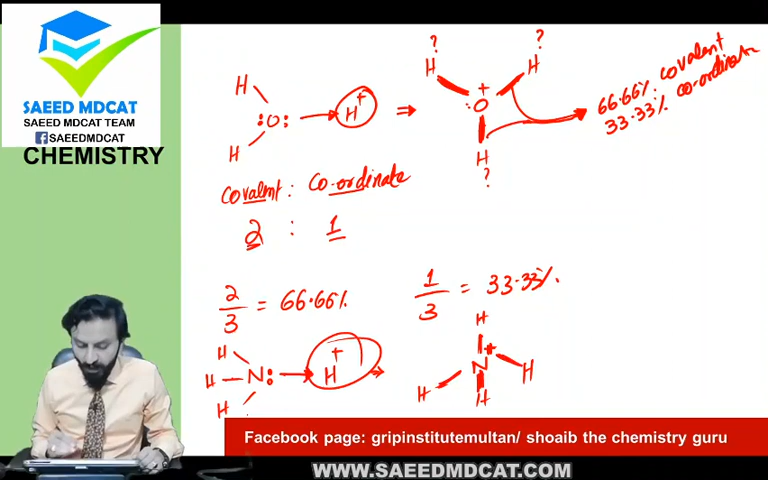 SAEED MDCAT
SAEED MDCAT TEAM
f SAEEDMDCAT
CHEMISTRY
H
:O: → H+ ⇒
H
? ?
H H
+
:O
H
?
66.66% covalent
33.33% co-ordinate
covalent : co-ordinate
2 : 1
2/3 = 66.66%
1/3 = 33.33%.
H
H - N: → H+ ⇒
H
H
N+
H H
H
Facebook page: gripinstitutemultan/ shoaib the chemistry guru
WWW.SAEEDMDCAT.COM